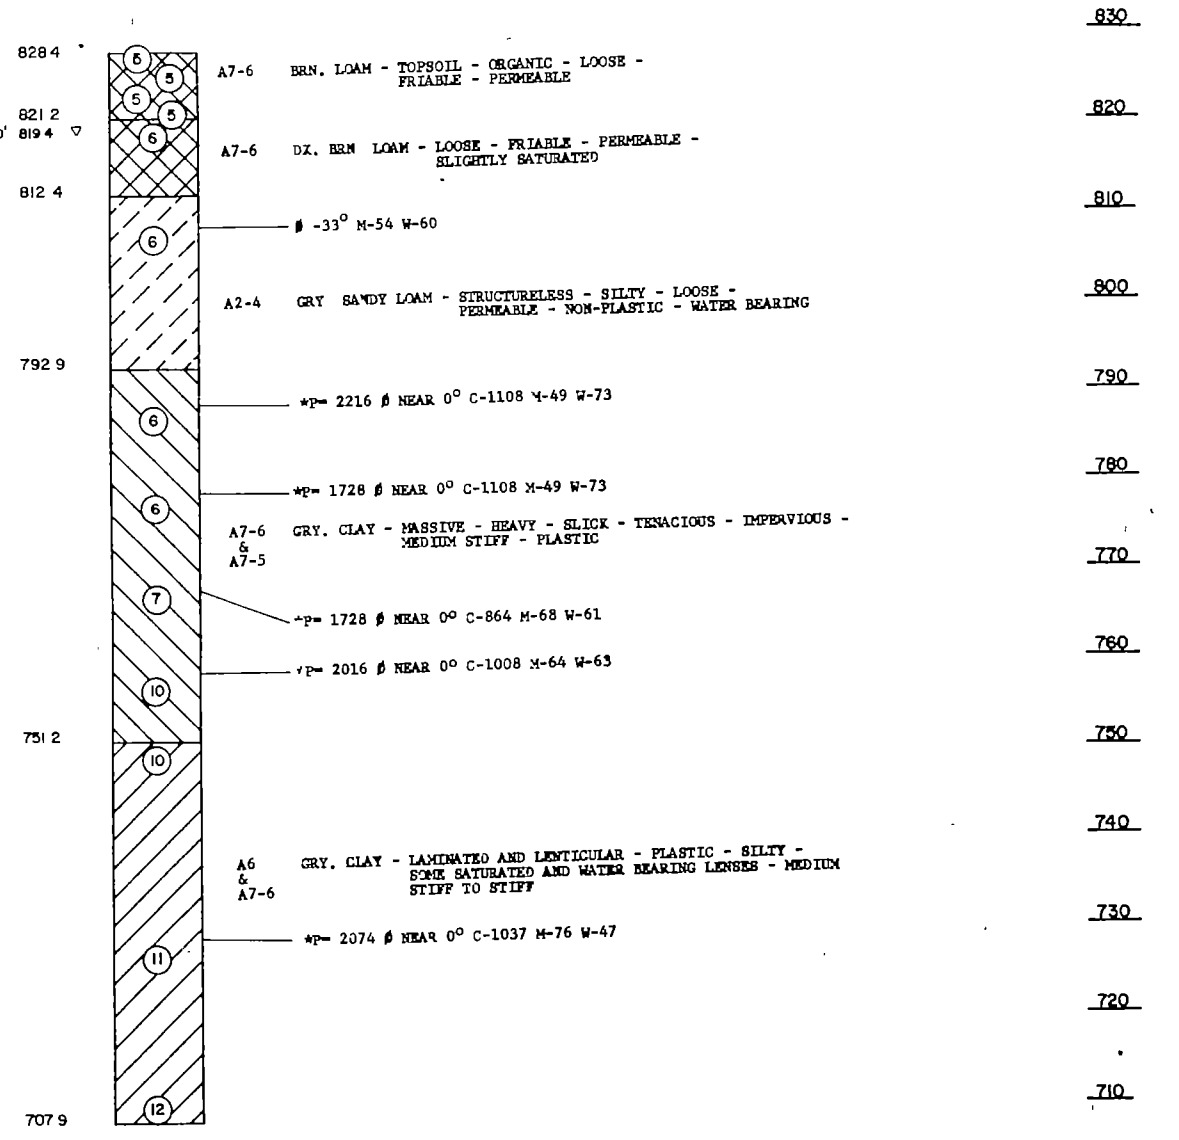 830
828 4
5
A7-6 BRN. LOAM - TOPSOIL - ORGANIC - LOOSE -
FRIABLE - PERMEABLE
5
5
820
821 2
5
0' 819 4 ▽
6
A7-6 DK. BRN LOAM - LOOSE - FRIABLE - PERMEABLE -
SLIGHTLY SATURATED
812 4
810
ø -33° M-54 W-60
6
800
A2-4 GRY SANDY LOAM - STRUCTURELESS - SILTY - LOOSE -
PERMEABLE - NON-PLASTIC - WATER BEARING
792 9
790
*P= 2216 ø NEAR 0° C-1108 M-49 W-73
6
780
*P= 1728 ø NEAR 0° C-1108 M-49 W-73
6
A7-6 GRY. CLAY - MASSIVE - HEAVY - SLICK - TENACIOUS - IMPERVIOUS -
& MEDIUM STIFF - PLASTIC
A7-5
770
7
*P= 1728 ø NEAR 0° C-864 M-68 W-61
760
*P= 2016 ø NEAR 0° C-1008 M-64 W-63
10
751 2
750
10
740
A6 GRY. CLAY - LAMINATED AND LENTICULAR - PLASTIC - SILTY -
& SOME SATURATED AND WATER BEARING LENSES - MEDIUM
A7-6 STIFF TO STIFF
730
*P= 2074 ø NEAR 0° C-1037 M-76 W-47
11
720
710
12
707 9